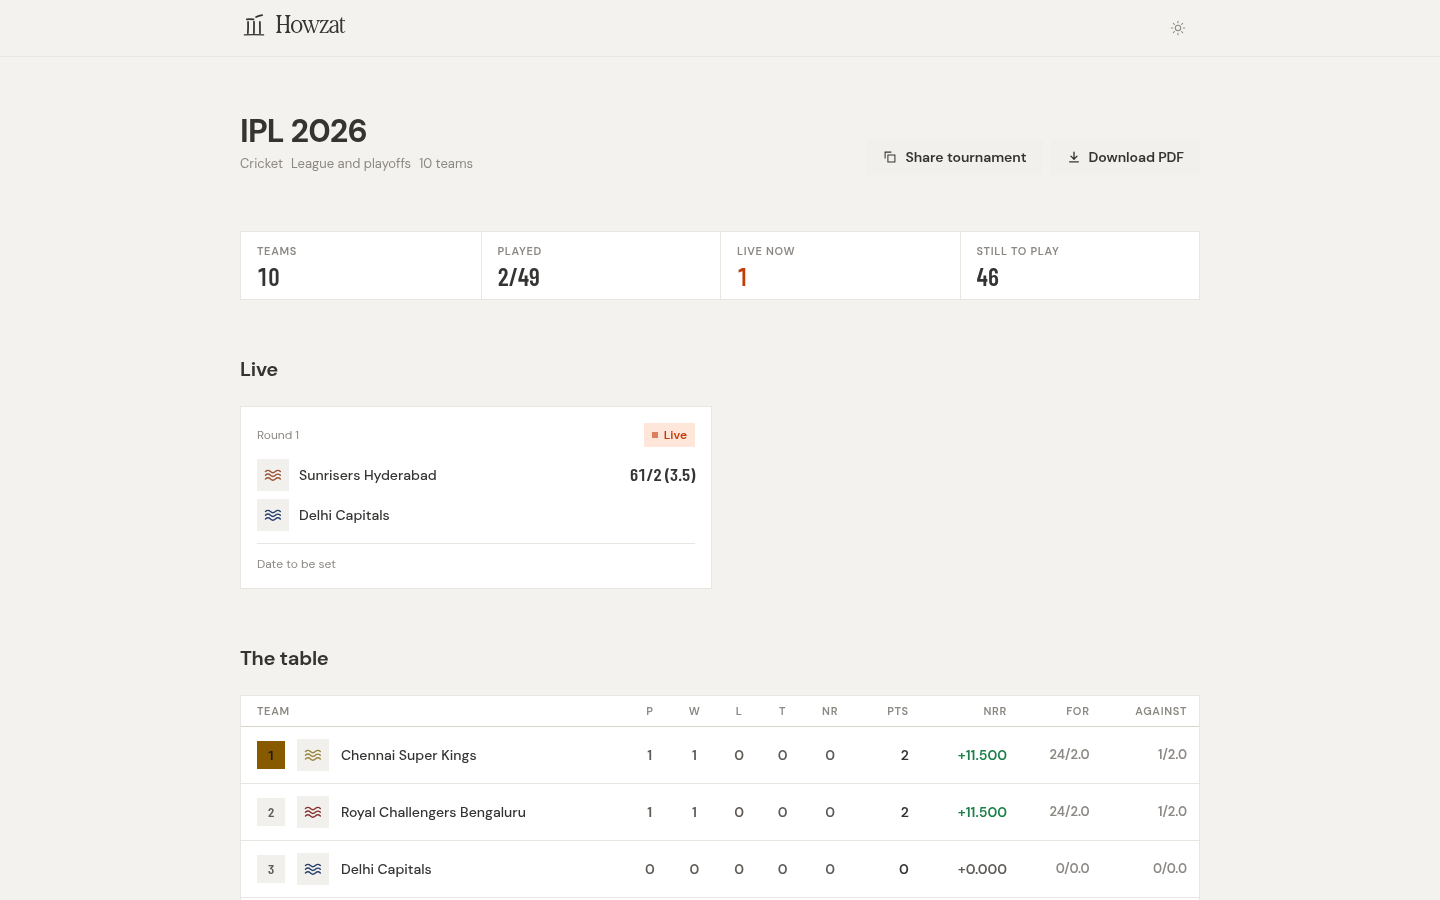 Howzat
IPL 2026
Cricket League and playoffs 10 teams
Share tournament
Download PDF
TEAMS
10
PLAYED
2/49
LIVE NOW
1
STILL TO PLAY
46
Live
Round 1
Live
Sunrisers Hyderabad 61/2 (3.5)
Delhi Capitals
Date to be set
The table
TEAM P W L T NR PTS NRR FOR AGAINST
1 Chennai Super Kings 1 1 0 0 0 2 +11.500 24/2.0 1/2.0
2 Royal Challengers Bengaluru 1 1 0 0 0 2 +11.500 24/2.0 1/2.0
3 Delhi Capitals 0 0 0 0 0 0 +0.000 0/0.0 0/0.0